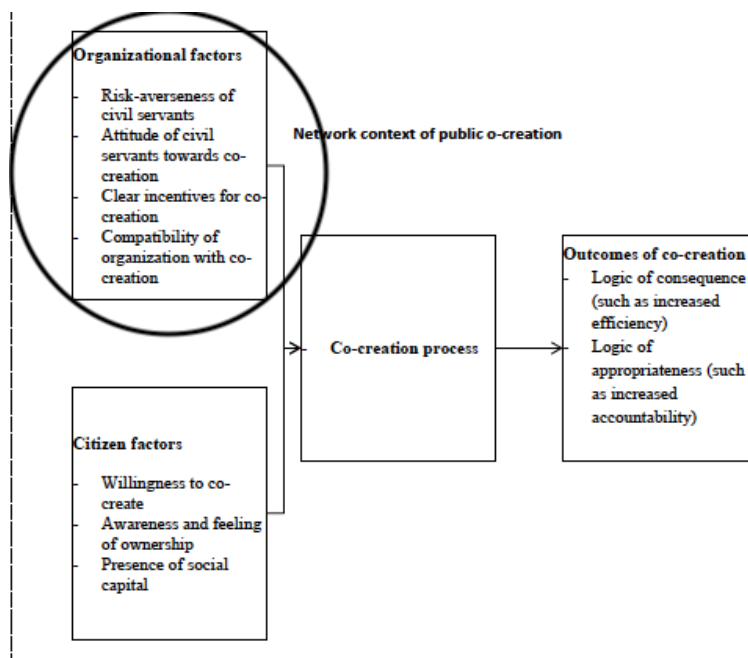 Organizational factors
- Risk-averseness of
civil servants
- Attitude of civil
servants towards co-
creation
- Clear incentives for co-
creation
- Compatibility of
organization with co-
creation
Network context of public o-creation
Citizen factors
- Willingness to co-
create
- Awareness and feeling
of ownership
- Presence of social
capital
- Co-creation process
Outcomes of co-creation
- Logic of consequence
(such as increased
efficiency)
- Logic of
appropriateness (such
as increased
accountability)